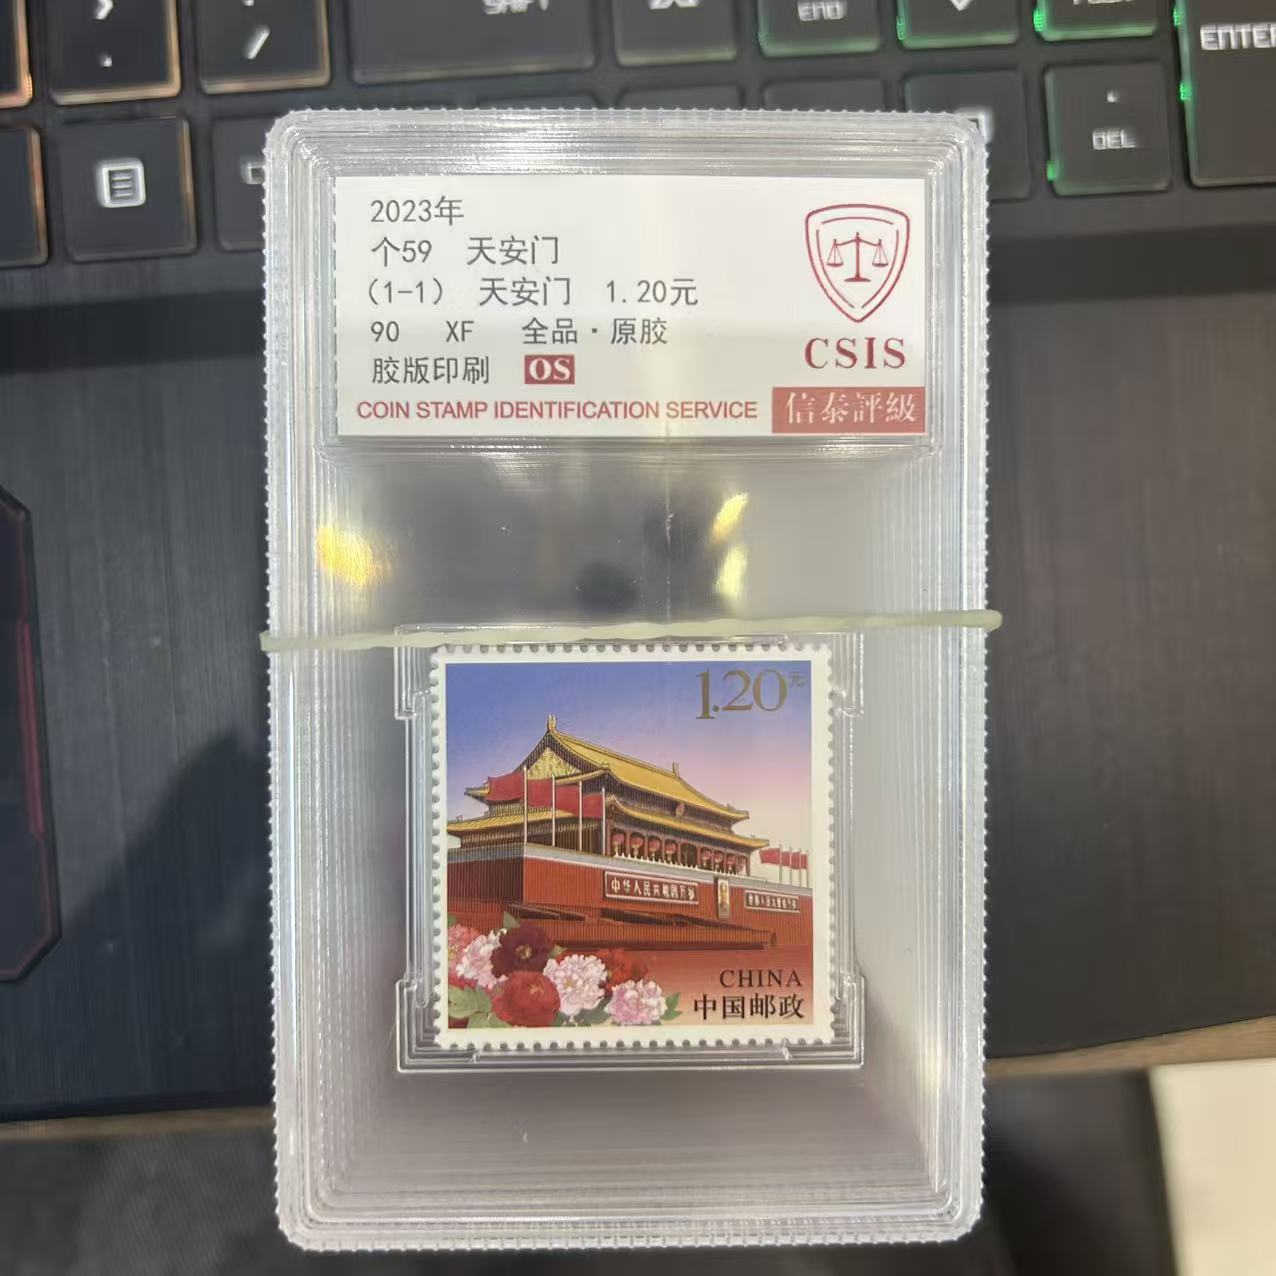 SHIFT
END
ENTER
DEL
2023年
个59 天安门
(1-1) 天安门 1.20元
90 XF 全品·原胶
胶版印刷 OS
CSIS
COIN STAMP IDENTIFICATION SERVICE
信泰評級
1.20元
中华人民共和国万岁
CHINA
中国邮政